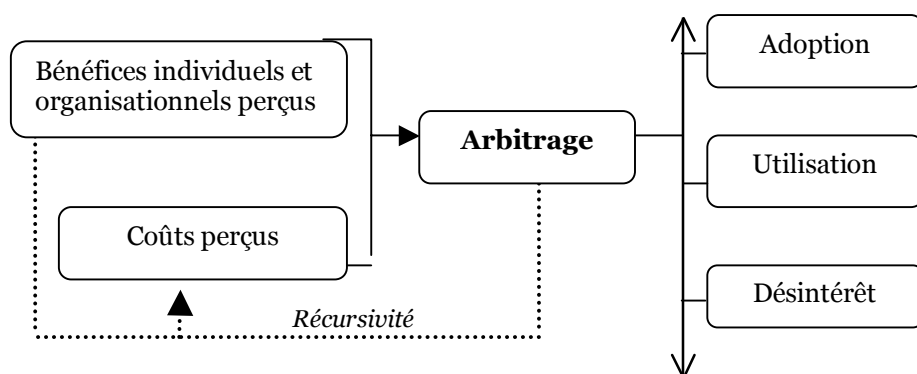 Bénéfices individuels et
organisationnels perçus
Coûts perçus
Récursivité
Arbitrage
Adoption
Utilisation
Désintérêt